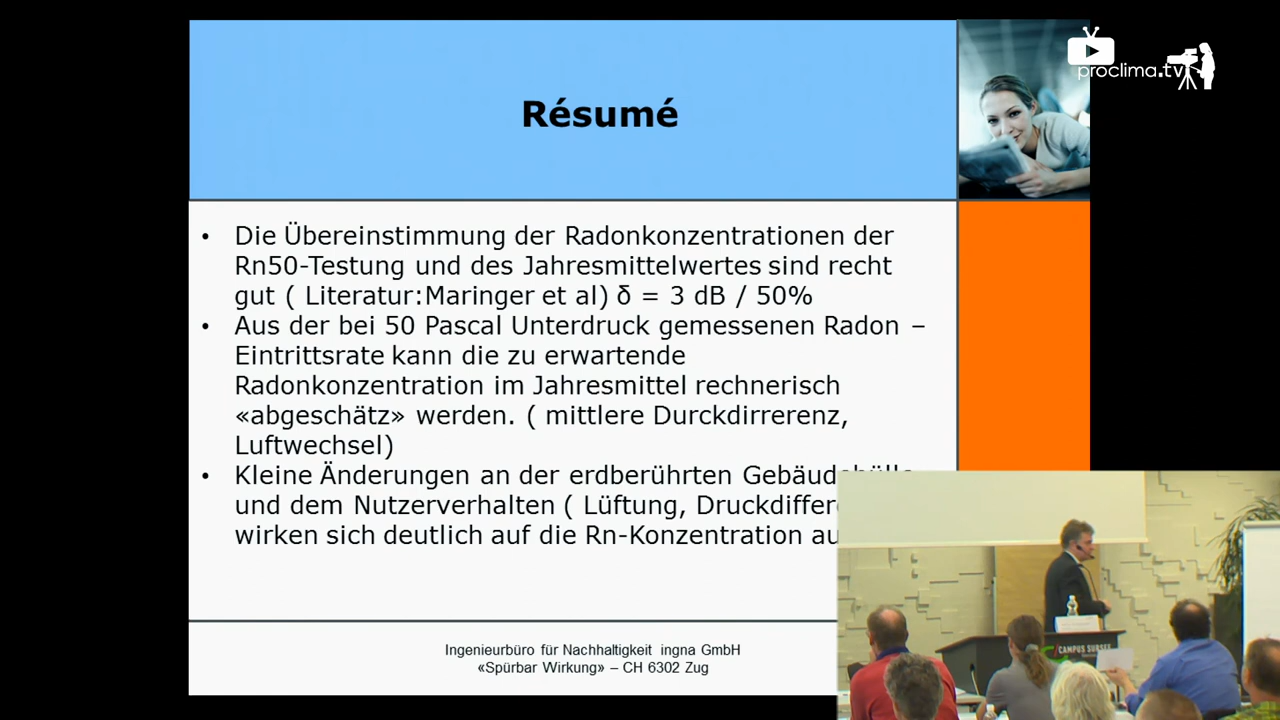 proclima.tv
Résumé
• Die Übereinstimmung der Radonkonzentrationen der
Rn50-Testung und des Jahresmittelwertes sind recht
gut ( Literatur:Maringer et al) δ = 3 dB / 50%
• Aus der bei 50 Pascal Unterdruck gemessenen Radon –
Eintrittsrate kann die zu erwartende
Radonkonzentration im Jahresmittel rechnerisch
«abgeschätz» werden. ( mittlere Durckdirrerenz,
Luftwechsel)
• Kleine Änderungen an der erdberührten
und dem Nutzerverhalten ( Lüftung,
wirken sich deutlich auf die Rn-Konzentration
Ingenieurbüro für Nachhaltigkeit ingna GmbH
«Spürbar Wirkung» – CH 6302 Zug
CAMPUS SURSEE